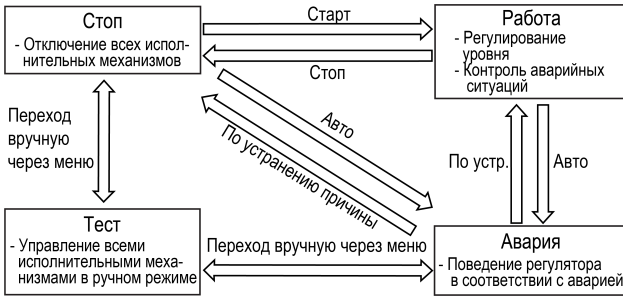 Стоп
- Отключение всех испол-
нительных механизмов
Старт
Стоп
Работа
- Регулирование
уровня
- Контроль аварийных
ситуаций
Переход
вручную
через меню
Авто
По устранению причины
По устр.
Авто
Тест
- Управление всеми
исполнительными меха-
низмами в ручном режиме
Переход вручную через меню
Авария
- Поведение регулятора
в соответствии с аварией